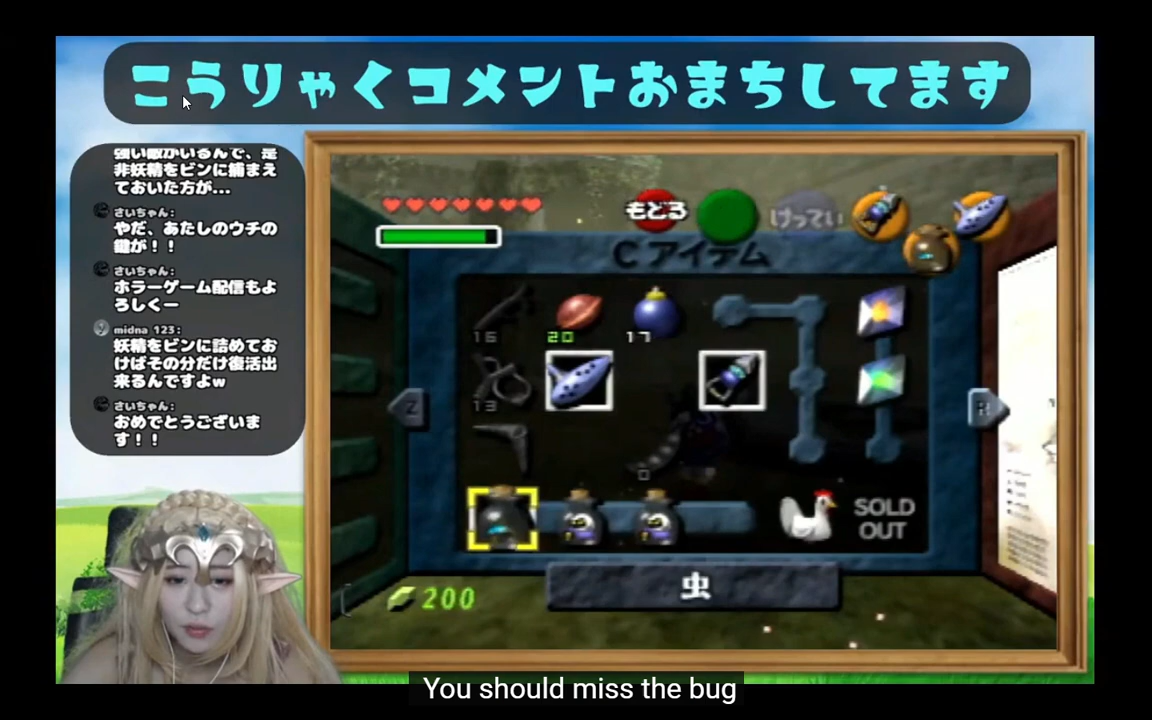 こうりゃくコメントおまちしてます
強い敵がいるんで、是
非妖精をビンに捕まえ
ておいた方が...
さいちゃん:
やだ、あたしのウチの
鍵が！！
さいちゃん:
ホラーゲーム配信もよ
ろしくー
midna_123:
妖精をビンに詰めてお
けばその分だけ復活出
来るんですよw
さいちゃん:
おめでとうございま
す！！
もどる
けってい
Cアイテム
16
20
17
13
Z
R
0
SOLD
OUT
虫
200
You should miss the bug